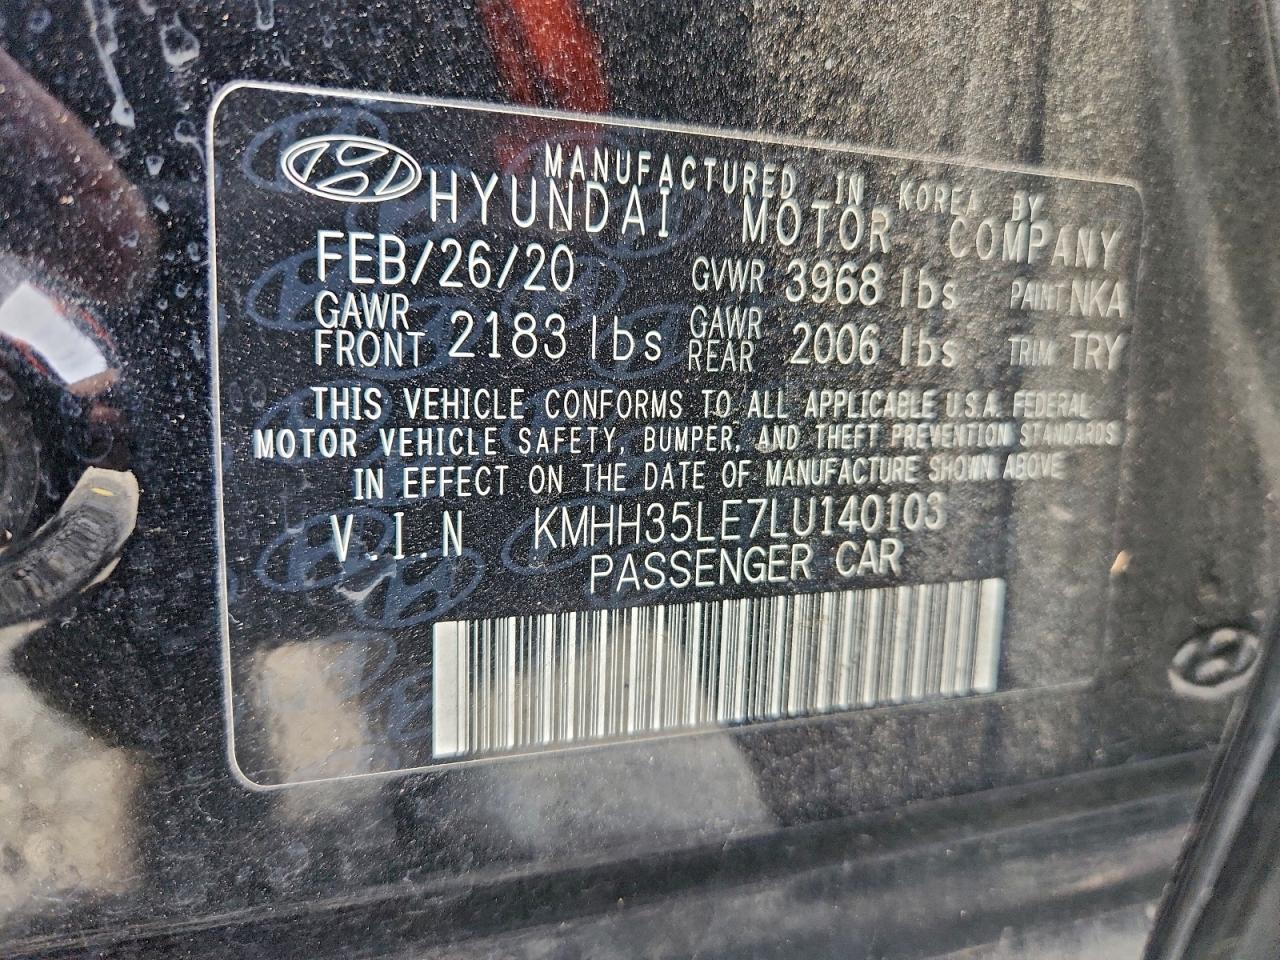 MANUFACTURED IN KOREA BY
HYUNDAI MOTOR COMPANY
FEB/26/20 GVWR 3968 lbs PAINT NKA
GAWR FRONT 2183 lbs GAWR REAR 2006 lbs TRIM TRY
THIS VEHICLE CONFORMS TO ALL APPLICABLE U.S.A. FEDERAL
MOTOR VEHICLE SAFETY, BUMPER, AND THEFT PREVENTION STANDARDS
IN EFFECT ON THE DATE OF MANUFACTURE SHOWN ABOVE
V.I.N KMHH35LE7LU140103
PASSENGER CAR